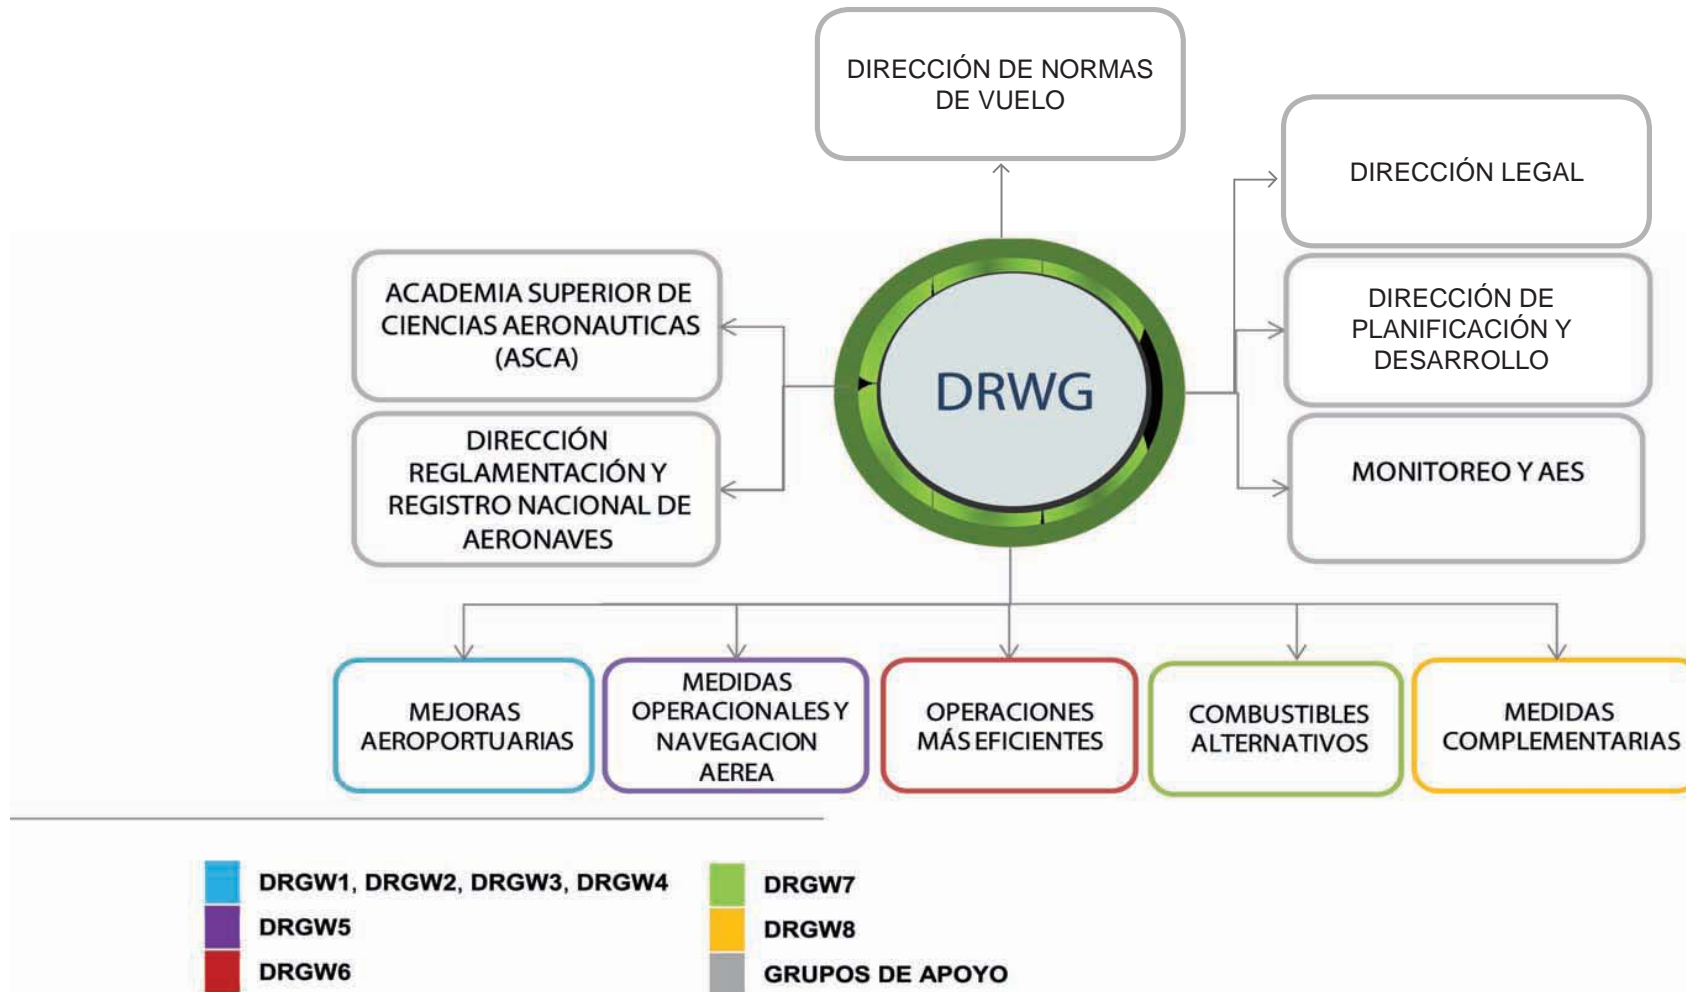 DIRECCIÓN DE NORMAS
DE VUELO
DIRECCIÓN LEGAL
ACADEMIA SUPERIOR DE
CIENCIAS AERONAUTICAS
(ASCA)
DIRECCIÓN DE
PLANIFICACIÓN Y
DESARROLLO
DRWG
DIRECCIÓN
REGLAMENTACIÓN Y
REGISTRO NACIONAL DE
AERONAVES
MONITOREO Y AES
MEJORAS
AEROPORTUARIAS
MEDIDAS
OPERACIONALES Y
NAVEGACION
AEREA
OPERACIONES
MÁS EFICIENTES
COMBUSTIBLES
ALTERNATIVOS
MEDIDAS
COMPLEMENTARIAS
DRGW1, DRGW2, DRGW3, DRGW4
DRGW5
DRGW6
DRGW7
DRGW8
GRUPOS DE APOYO